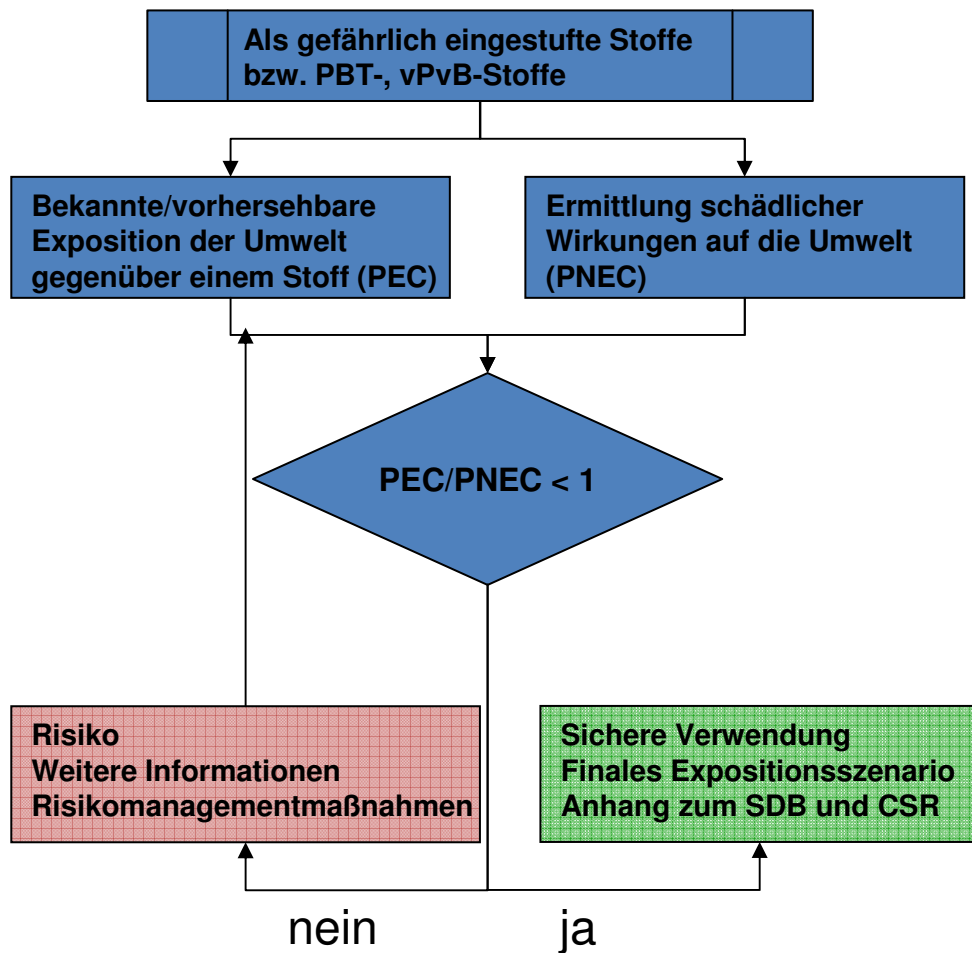 Als gefährlich eingestufte Stoffe
bzw. PBT-, vPvB-Stoffe
Bekannte/vorhersehbare
Exposition der Umwelt
gegenüber einem Stoff (PEC)
Ermittlung schädlicher
Wirkungen auf die Umwelt
(PNEC)
PEC/PNEC < 1
Risiko
Weitere Informationen
Risikomanagementmaßnahmen
Sichere Verwendung
Finales Expositionsszenario
Anhang zum SDB und CSR
nein
ja